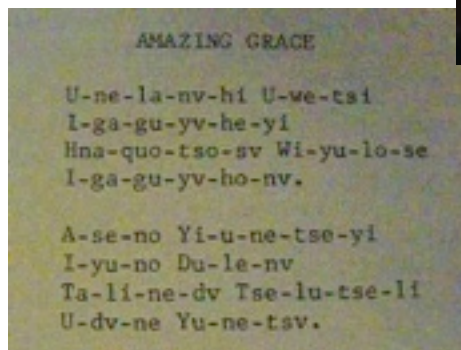 AMAZING GRACE
U-ne-la-nv-hi U-we-tsi
I-ga-gu-yv-he-yi
Hna-quo-tso-sv Wi-yu-lo-se
I-ga-gu-yv-ho-nv.
A-se-no Yi-u-ne-tse-yi
I-yu-no Du-le-nv
Ta-li-ne-dv Tse-lu-tse-li
U-dv-ne Yu-ne-tsv.